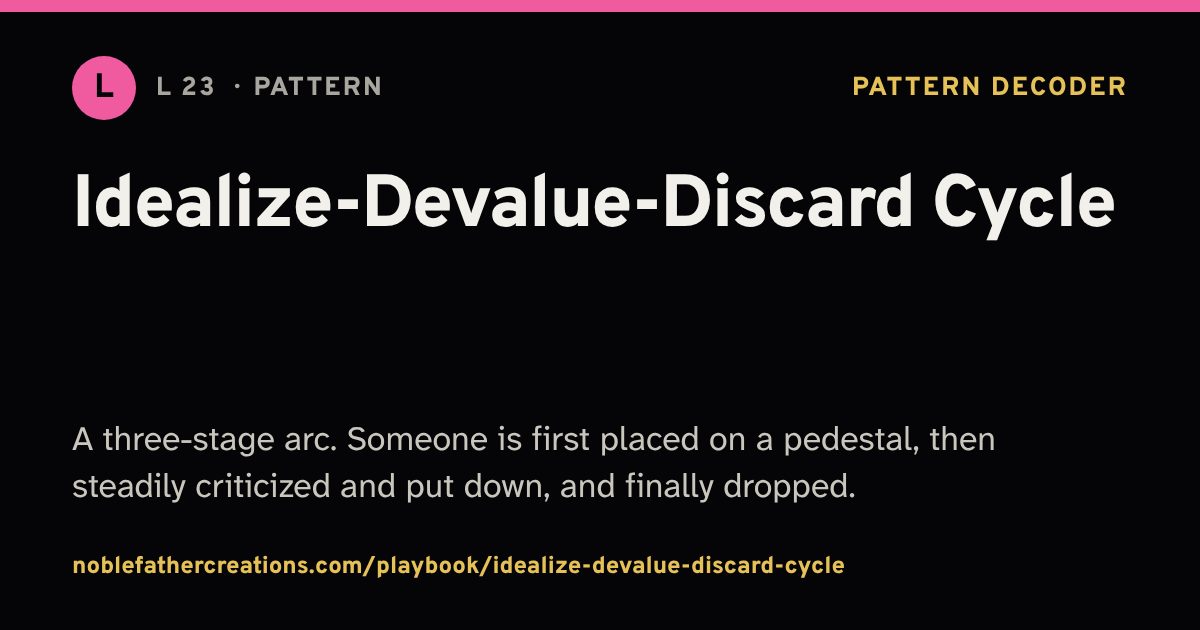 L
L 23 · PATTERN
PATTERN DECODER
Idealize-Devalue-Discard Cycle
A three-stage arc. Someone is first placed on a pedestal, then
steadily criticized and put down, and finally dropped.
noblefathercreations.com/playbook/idealize-devalue-discard-cycle